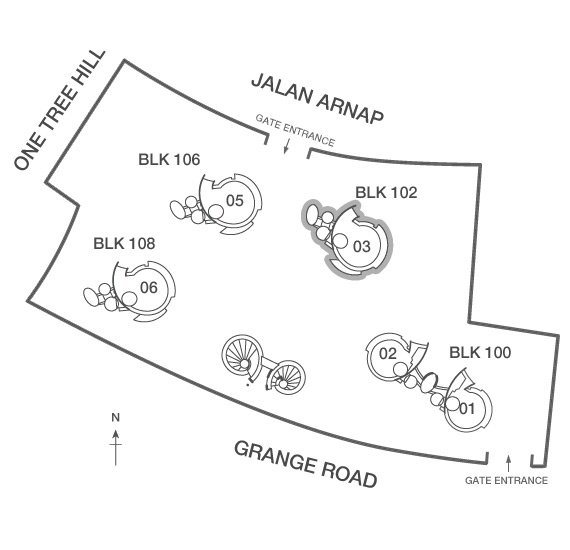 ONE TREE HILL
JALAN ARNAP
GATE ENTRANCE
BLK 106
05
BLK 102
03
BLK 108
06
02
BLK 100
01
N
GRANGE ROAD
GATE ENTRANCE